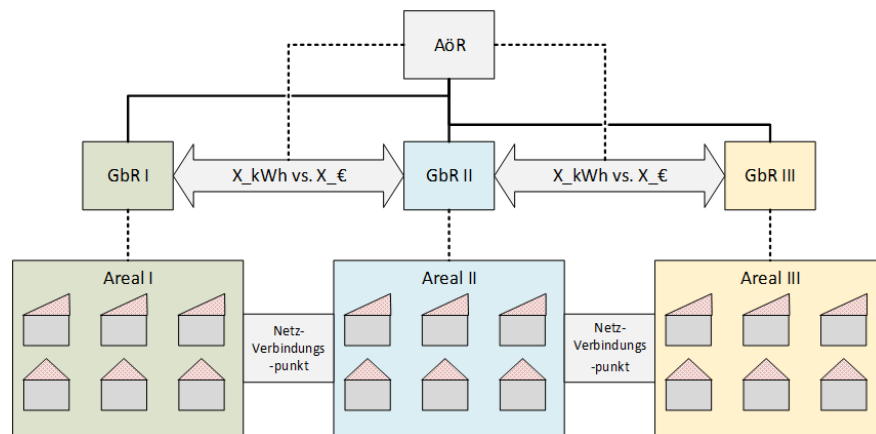 AöR
GbR I
X_kWh vs. X_€
GbR II
X_kWh vs. X_€
GbR III
Areal I
Areal II
Areal III
Netz-
Verbindungs
-punkt
Netz-
Verbindungs
-punkt